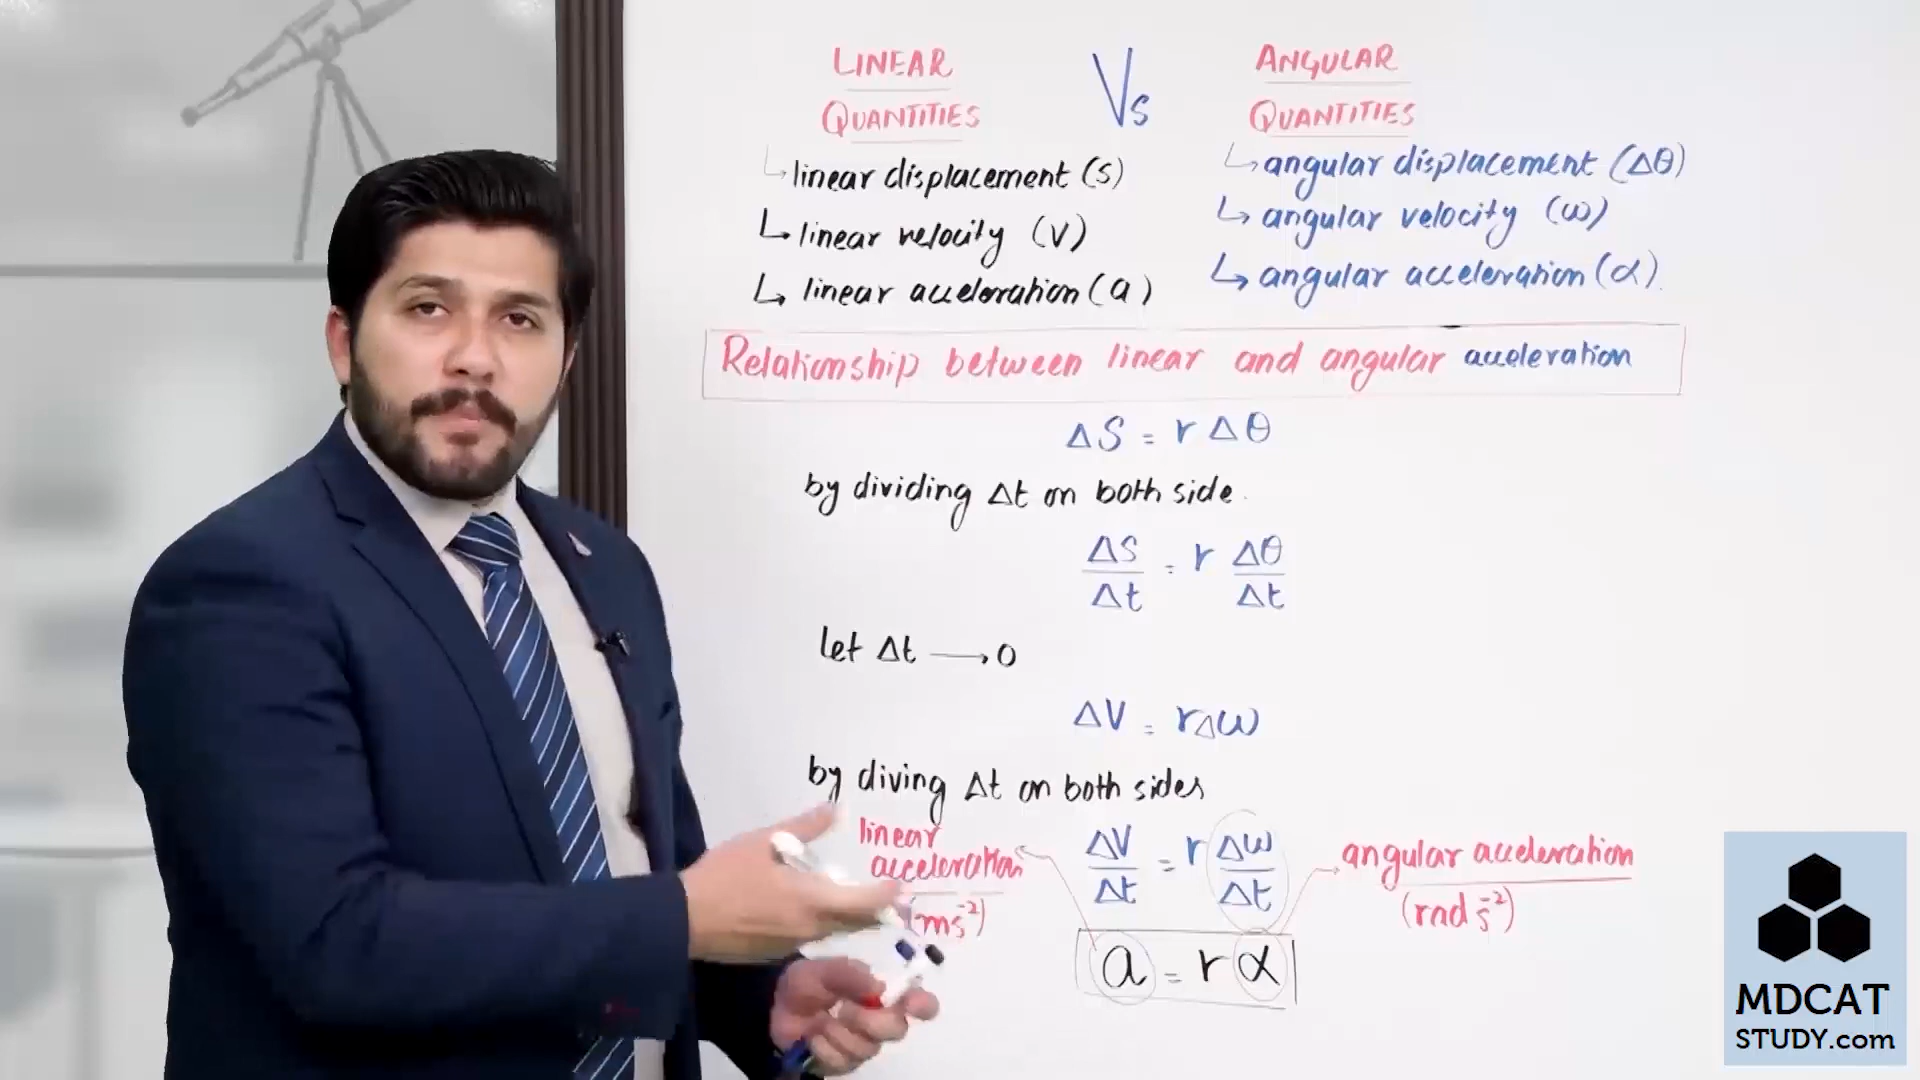 LINEAR
QUANTITIES
Vs
ANGULAR
QUANTITIES
↳ linear displacement (s)
↳ linear velocity (v)
↳ linear acceleration (a)
↳ angular displacement (Δθ)
↳ angular velocity (ω)
↳ angular acceleration (α).
Relationship between linear and angular acceleration
ΔS = r Δθ
by dividing Δt on both side.
ΔS/Δt = r Δθ/Δt
let Δt → 0
ΔV = rΔω
by diving Δt on both sides
linear
acceleration
(ms⁻²)
ΔV/Δt = r Δω/Δt
angular acceleration
(rad s⁻²)
a = rα
MDCAT
STUDY.com